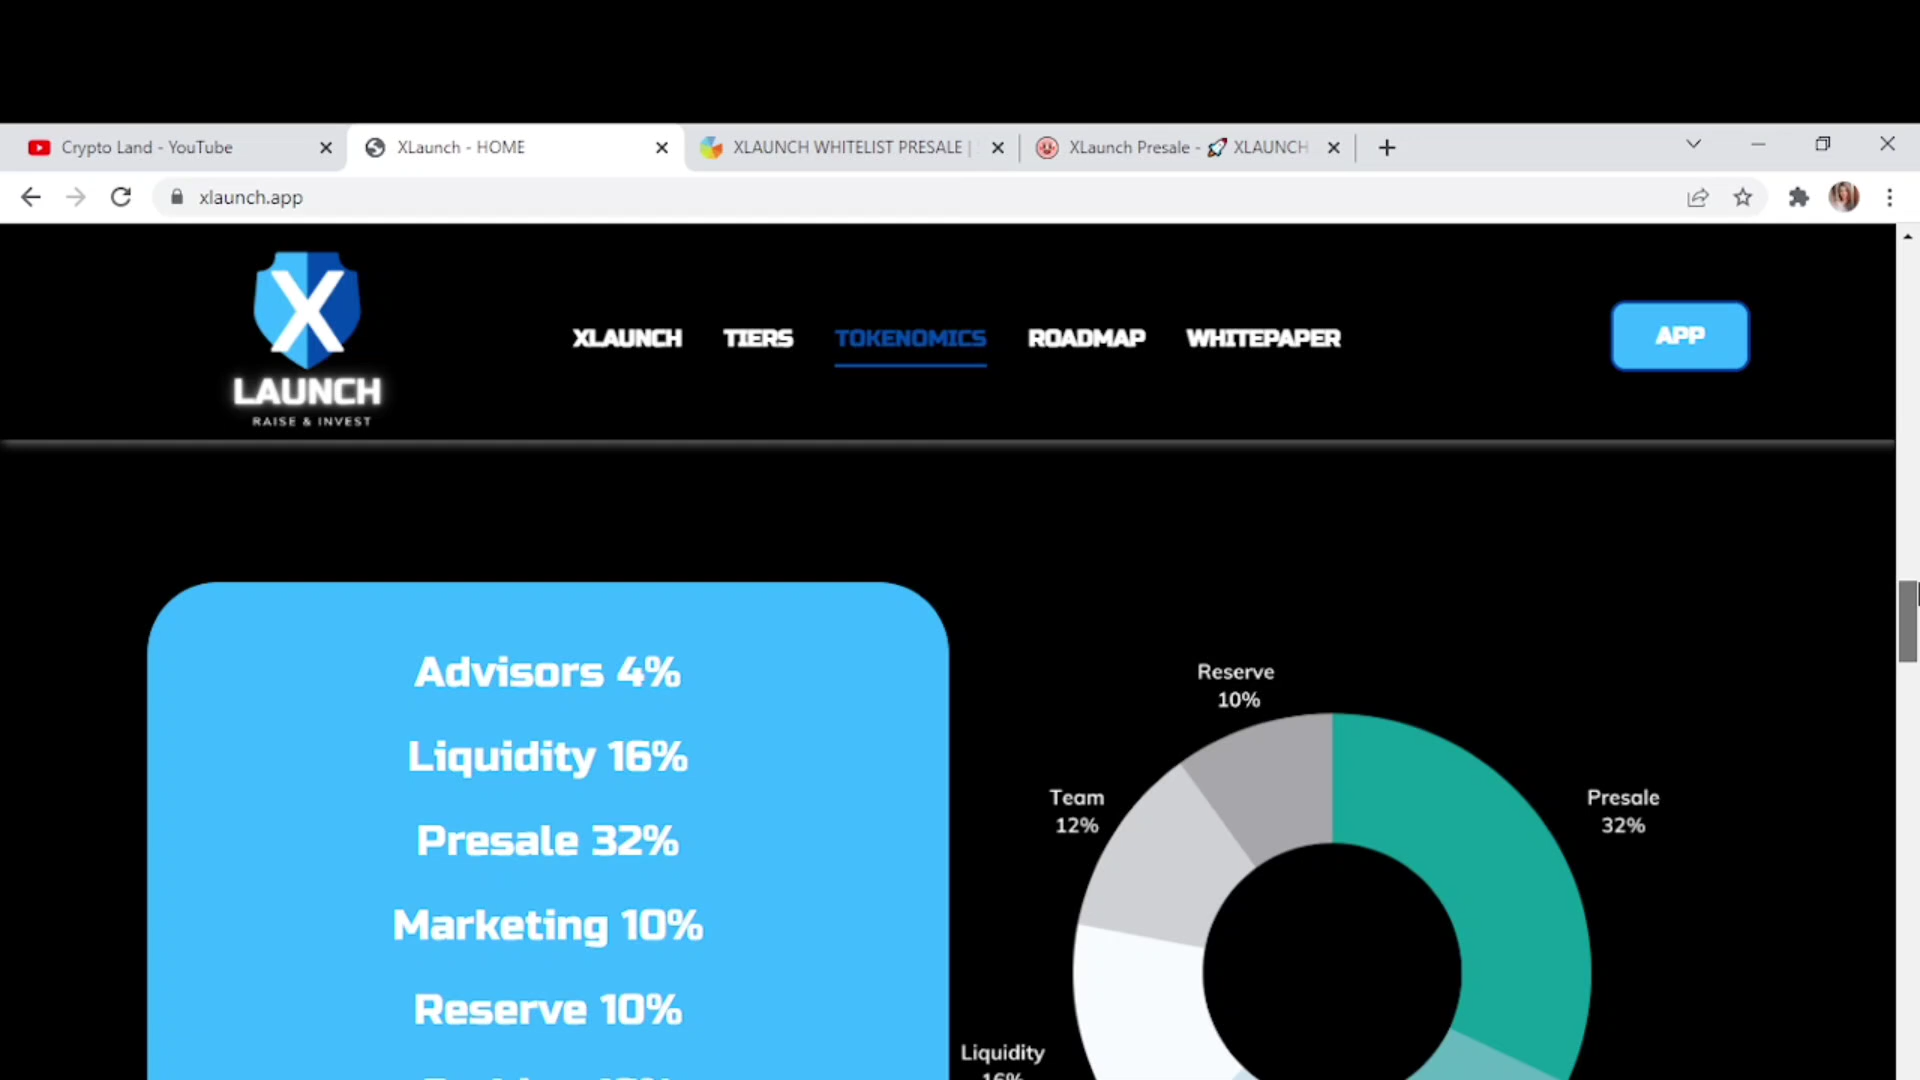 Crypto Land - YouTube
XLaunch - HOME
XLAUNCH WHITELIST PRESALE |
XLaunch Presale - 🚀 XLAUNCH
xlaunch.app
X
LAUNCH
RAISE & INVEST
XLAUNCH
TIERS
TOKENOMICS
ROADMAP
WHITEPAPER
APP
Advisors 4%
Liquidity 16%
Presale 32%
Marketing 10%
Reserve 10%
Reserve
10%
Team
12%
Presale
32%
Liquidity
16%